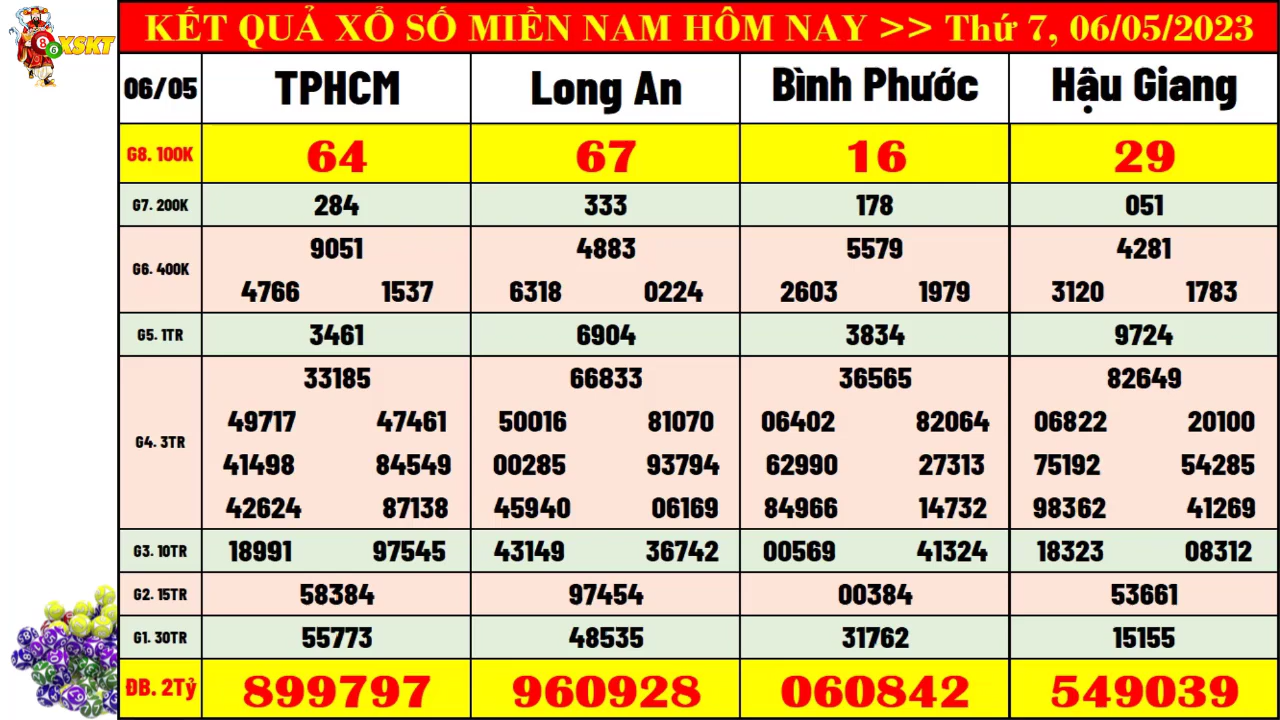 XSKT
KẾT QUẢ XỔ SỐ MIỀN NAM HÔM NAY >> Thứ 7, 06/05/2023
06/05 TPHCM Long An Bình Phước Hậu Giang
G8. 100K 64 67 16 29
G7. 200K 284 333 178 051
9051 4883 5579 4281
G6. 400K
4766 1537 6318 0224 2603 1979 3120 1783
G5. 1TR 3461 6904 3834 9724
33185 66833 36565 82649
49717 47461 50016 81070 06402 82064 06822 20100
G4. 3TR
41498 84549 00285 93794 62990 27313 75192 54285
42624 87138 45940 06169 84966 14732 98362 41269
G3. 10TR 18991 97545 43149 36742 00569 41324 18323 08312
G2. 15TR 58384 97454 00384 53661
G1. 30TR 55773 48535 31762 15155
ĐB. 2Tỷ 899797 960928 060842 549039